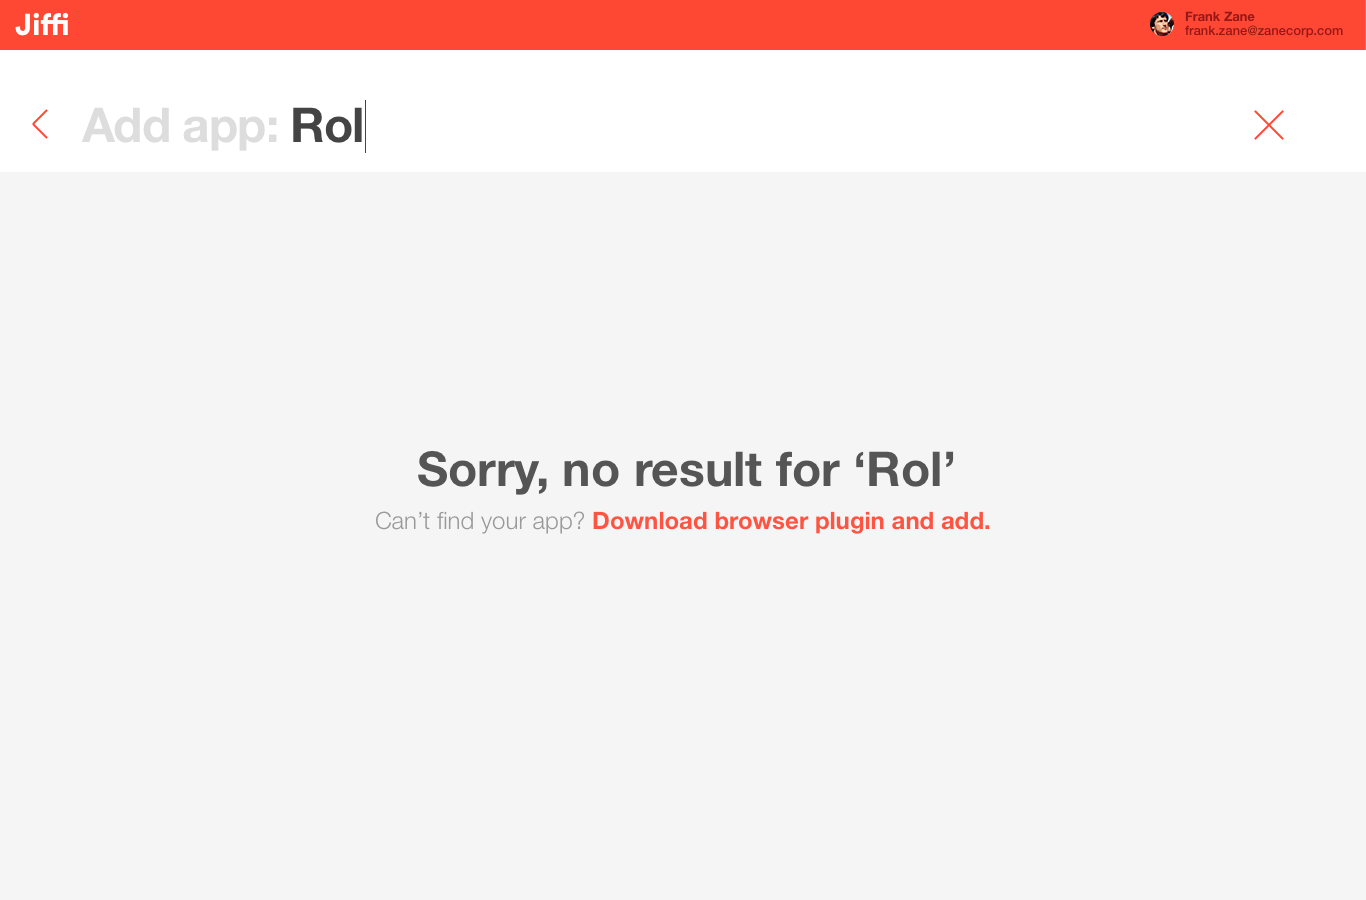 Jiffi
Frank Zane
frank.zane@zanecorp.com
Add app: Rol
Sorry, no result for ‘Rol’
Can’t find your app? Download browser plugin and add.